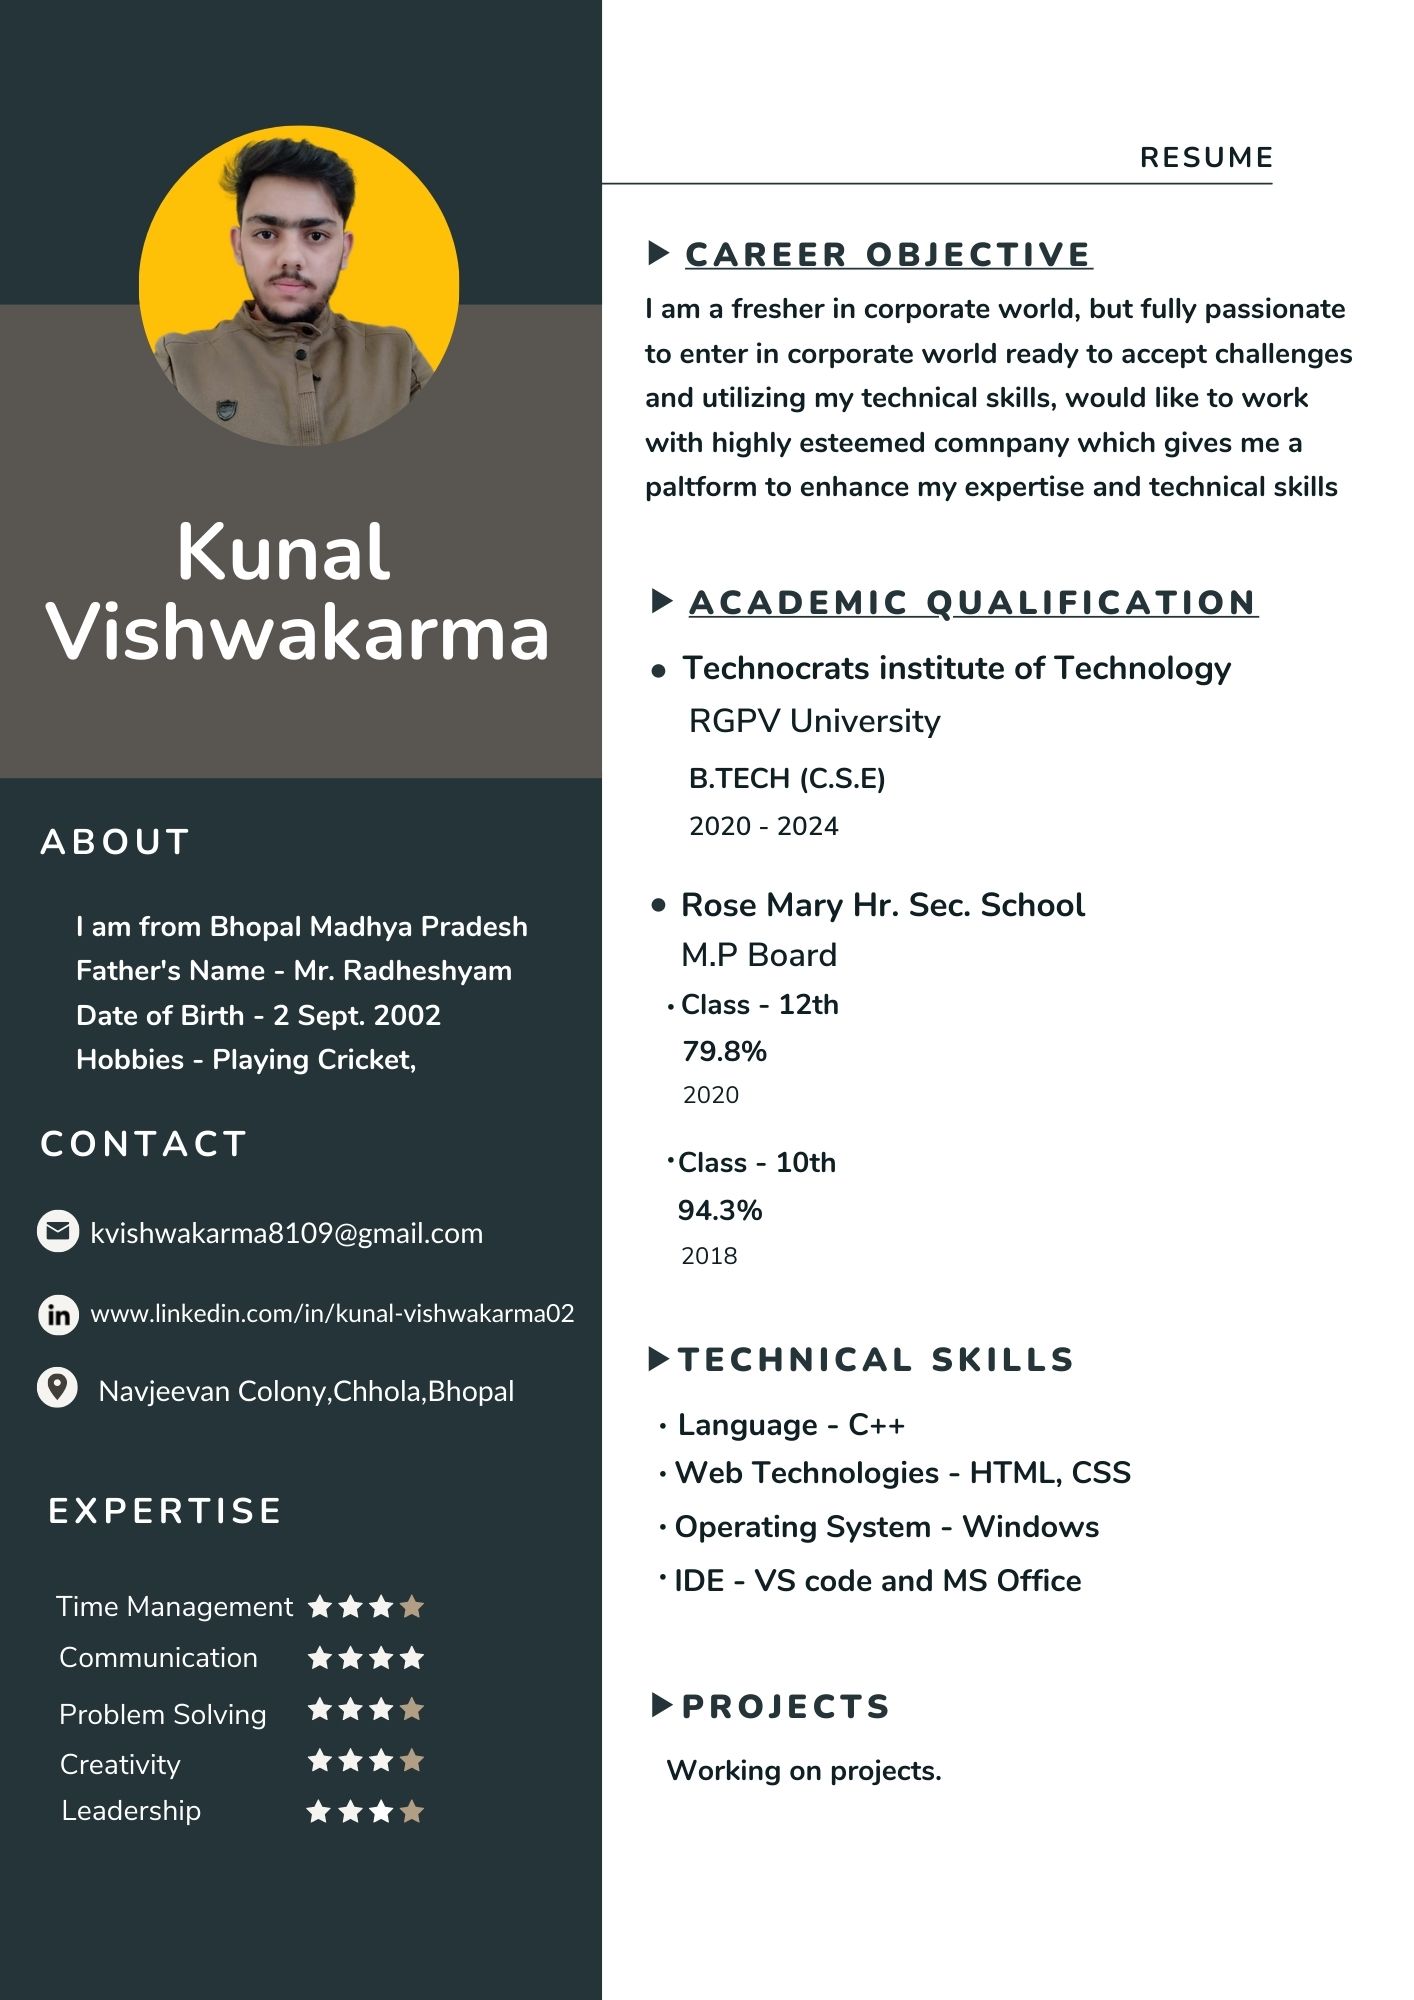 RESUME
Kunal
Vishwakarma
ABOUT
I am from Bhopal Madhya Pradesh
Father's Name - Mr. Radheshyam
Date of Birth - 2 Sept. 2002
Hobbies - Playing Cricket,
CONTACT
kvishwakarma8109@gmail.com
in www.linkedin.com/in/kunal-vishwakarma02
Navjeevan Colony,Chhola,Bhopal
EXPERTISE
Time Management
Communication
Problem Solving
Creativity
Leadership
CAREER OBJECTIVE
I am a fresher in corporate world, but fully passionate
to enter in corporate world ready to accept challenges
and utilizing my technical skills, would like to work
with highly esteemed comnpany which gives me a
paltform to enhance my expertise and technical skills
ACADEMIC QUALIFICATION
• Technocrats institute of Technology
RGPV University
B.TECH (C.S.E)
2020 - 2024
• Rose Mary Hr. Sec. School
M.P Board
· Class - 12th
79.8%
2020
· Class - 10th
94.3%
2018
TECHNICAL SKILLS
· Language - C++
· Web Technologies - HTML, CSS
· Operating System - Windows
· IDE - VS code and MS Office
PROJECTS
Working on projects.